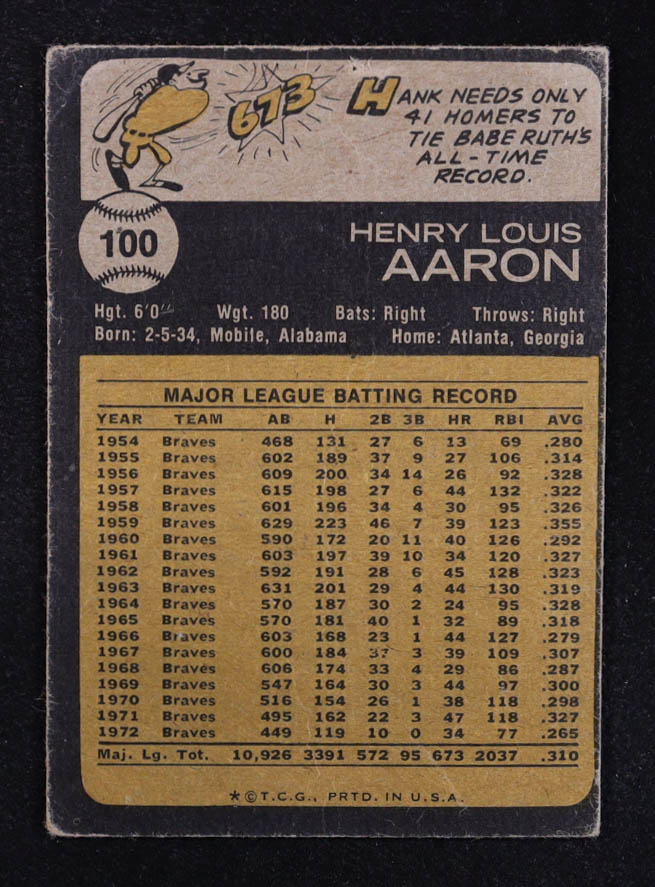 673
HANK NEEDS ONLY
41 HOMERS TO
TIE BABE RUTH'S
ALL-TIME
RECORD.
100
HENRY LOUIS
AARON
Hgt. 6'0" Wgt. 180 Bats: Right Throws: Right
Born: 2-5-34, Mobile, Alabama Home: Atlanta, Georgia
MAJOR LEAGUE BATTING RECORD
YEAR TEAM AB H 2B 3B HR RBI AVG
1954 Braves 468 131 27 6 13 69 .280
1955 Braves 602 189 37 9 27 106 .314
1956 Braves 609 200 34 14 26 92 .328
1957 Braves 615 198 27 6 44 132 .322
1958 Braves 601 196 34 4 30 95 .326
1959 Braves 629 223 46 7 39 123 .355
1960 Braves 590 172 20 11 40 126 .292
1961 Braves 603 197 39 10 34 120 .327
1962 Braves 592 191 28 6 45 128 .323
1963 Braves 631 201 29 4 44 130 .319
1964 Braves 570 187 30 2 24 95 .328
1965 Braves 570 181 40 1 32 89 .318
1966 Braves 603 168 23 1 44 127 .279
1967 Braves 600 184 37 3 39 109 .307
1968 Braves 606 174 33 4 29 86 .287
1969 Braves 547 164 30 3 44 97 .300
1970 Braves 516 154 26 1 38 118 .298
1971 Braves 495 162 22 3 47 118 .327
1972 Braves 449 119 10 0 34 77 .265
Maj. Lg. Tot. 10,926 3391 572 95 673 2037 .310
*©T.C.G., PRTD. IN U.S.A.